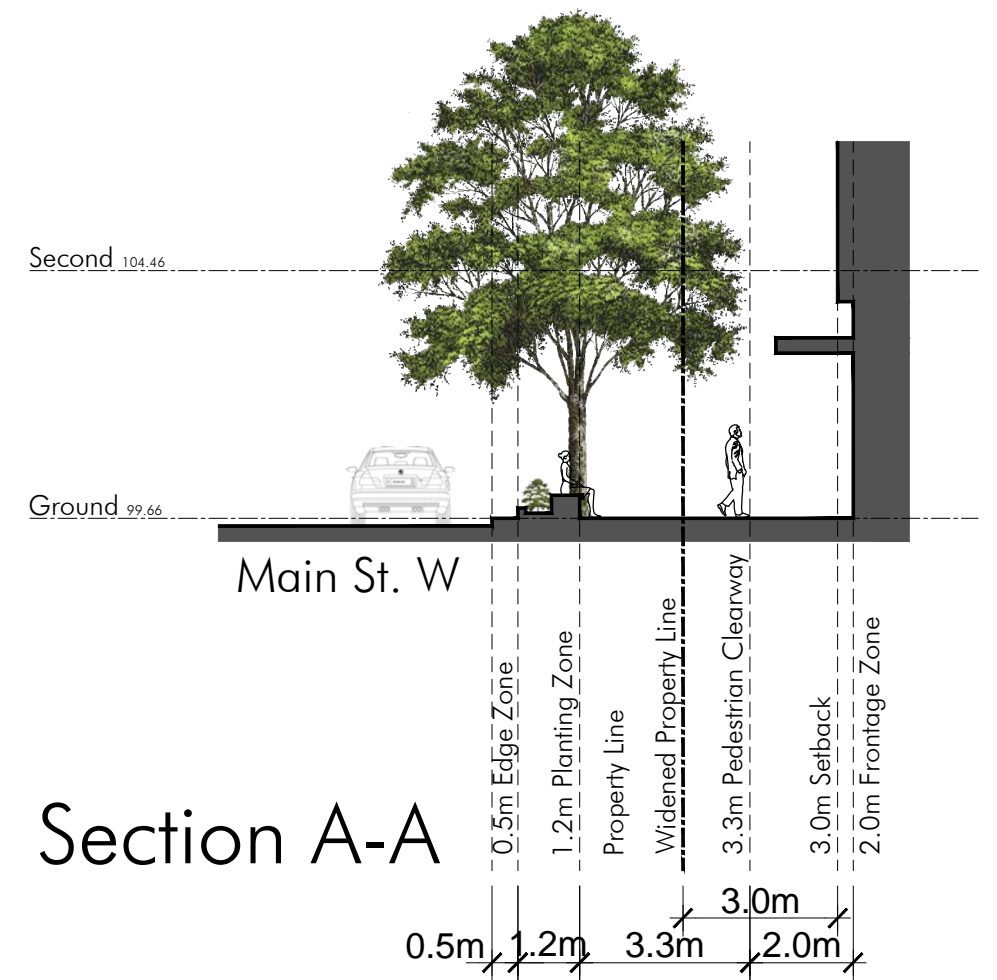 Second 104.46
Ground 99.66
Main St. W
0.5m Edge Zone
1.2m Planting Zone
Property Line
Widened Property Line
3.3m Pedestrian Clearway
3.0m Setback
2.0m Frontage Zone
Section A-A
3.0m
0.5m 1.2m 3.3m 2.0m